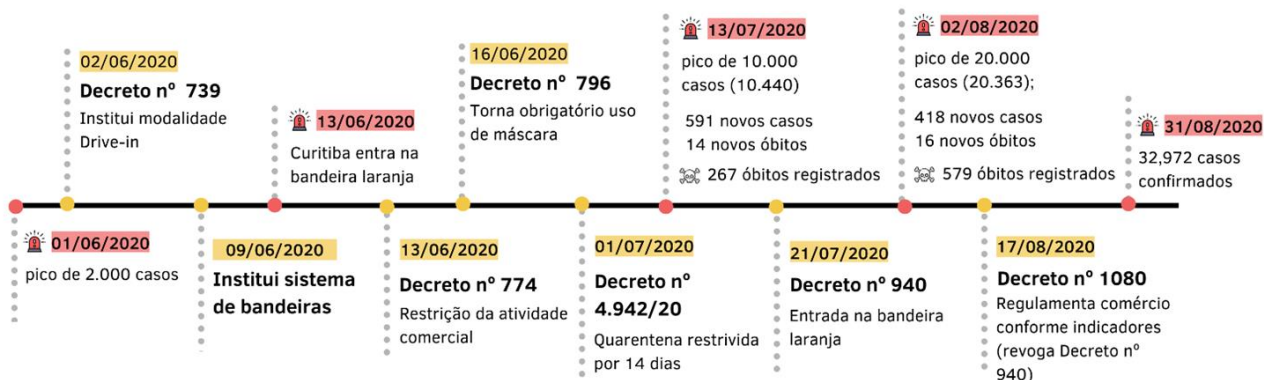 01/06/2020
pico de 2.000 casos
02/06/2020
Decreto nº 739
Institui modalidade
Drive-in
09/06/2020
Institui sistema
de bandeiras
13/06/2020
Curitiba entra na
bandeira laranja
13/06/2020
Decreto nº 774
Restrição da atividade
comercial
16/06/2020
Decreto nº 796
Torna obrigatório uso
de máscara
01/07/2020
Decreto nº
4.942/20
Quarentena restrivida
por 14 dias
13/07/2020
pico de 10.000
casos (10.440)
591 novos casos
14 novos óbitos
267 óbitos registrados
21/07/2020
Decreto nº 940
Entrada na bandeira
laranja
02/08/2020
pico de 20.000
casos (20.363);
418 novos casos
16 novos óbitos
579 óbitos registrados
17/08/2020
Decreto nº 1080
Regulamenta comércio
conforme indicadores
(revoga Decreto nº
940)
31/08/2020
32,972 casos
confirmados